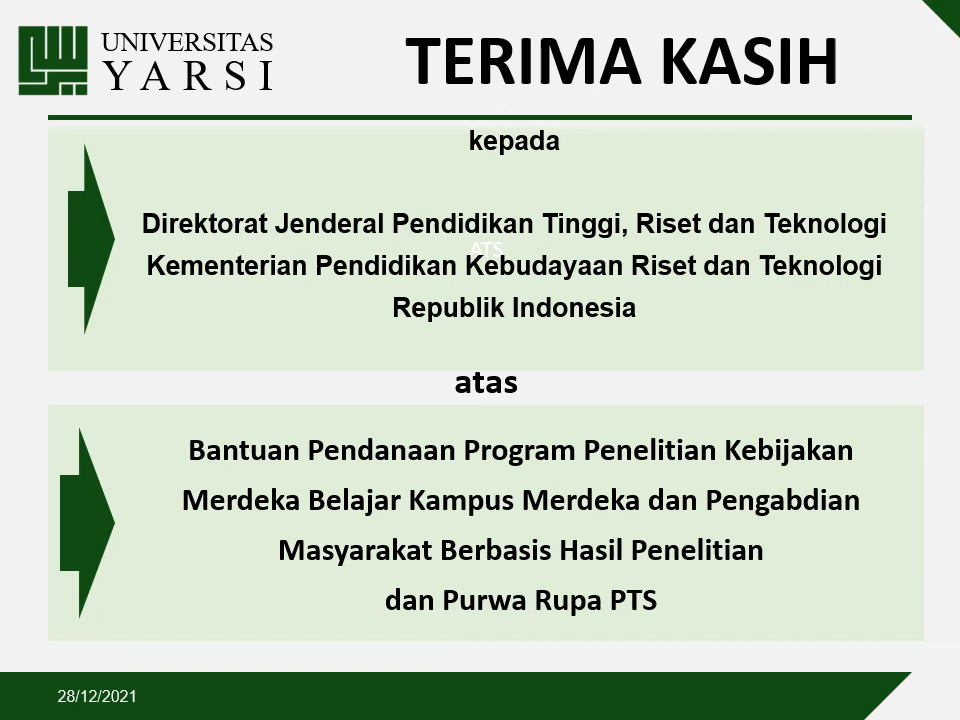 UNIVERSITAS
YARSI
TERIMA KASIH
kepada
Direktorat Jenderal Pendidikan Tinggi, Riset dan Teknologi
ATS
Kementerian Pendidikan Kebudayaan Riset dan Teknologi
Republik Indonesia
atas
Bantuan Pendanaan Program Penelitian Kebijakan
Merdeka Belajar Kampus Merdeka dan Pengabdian
Masyarakat Berbasis Hasil Penelitian
dan Purwa Rupa PTS
28/12/2021